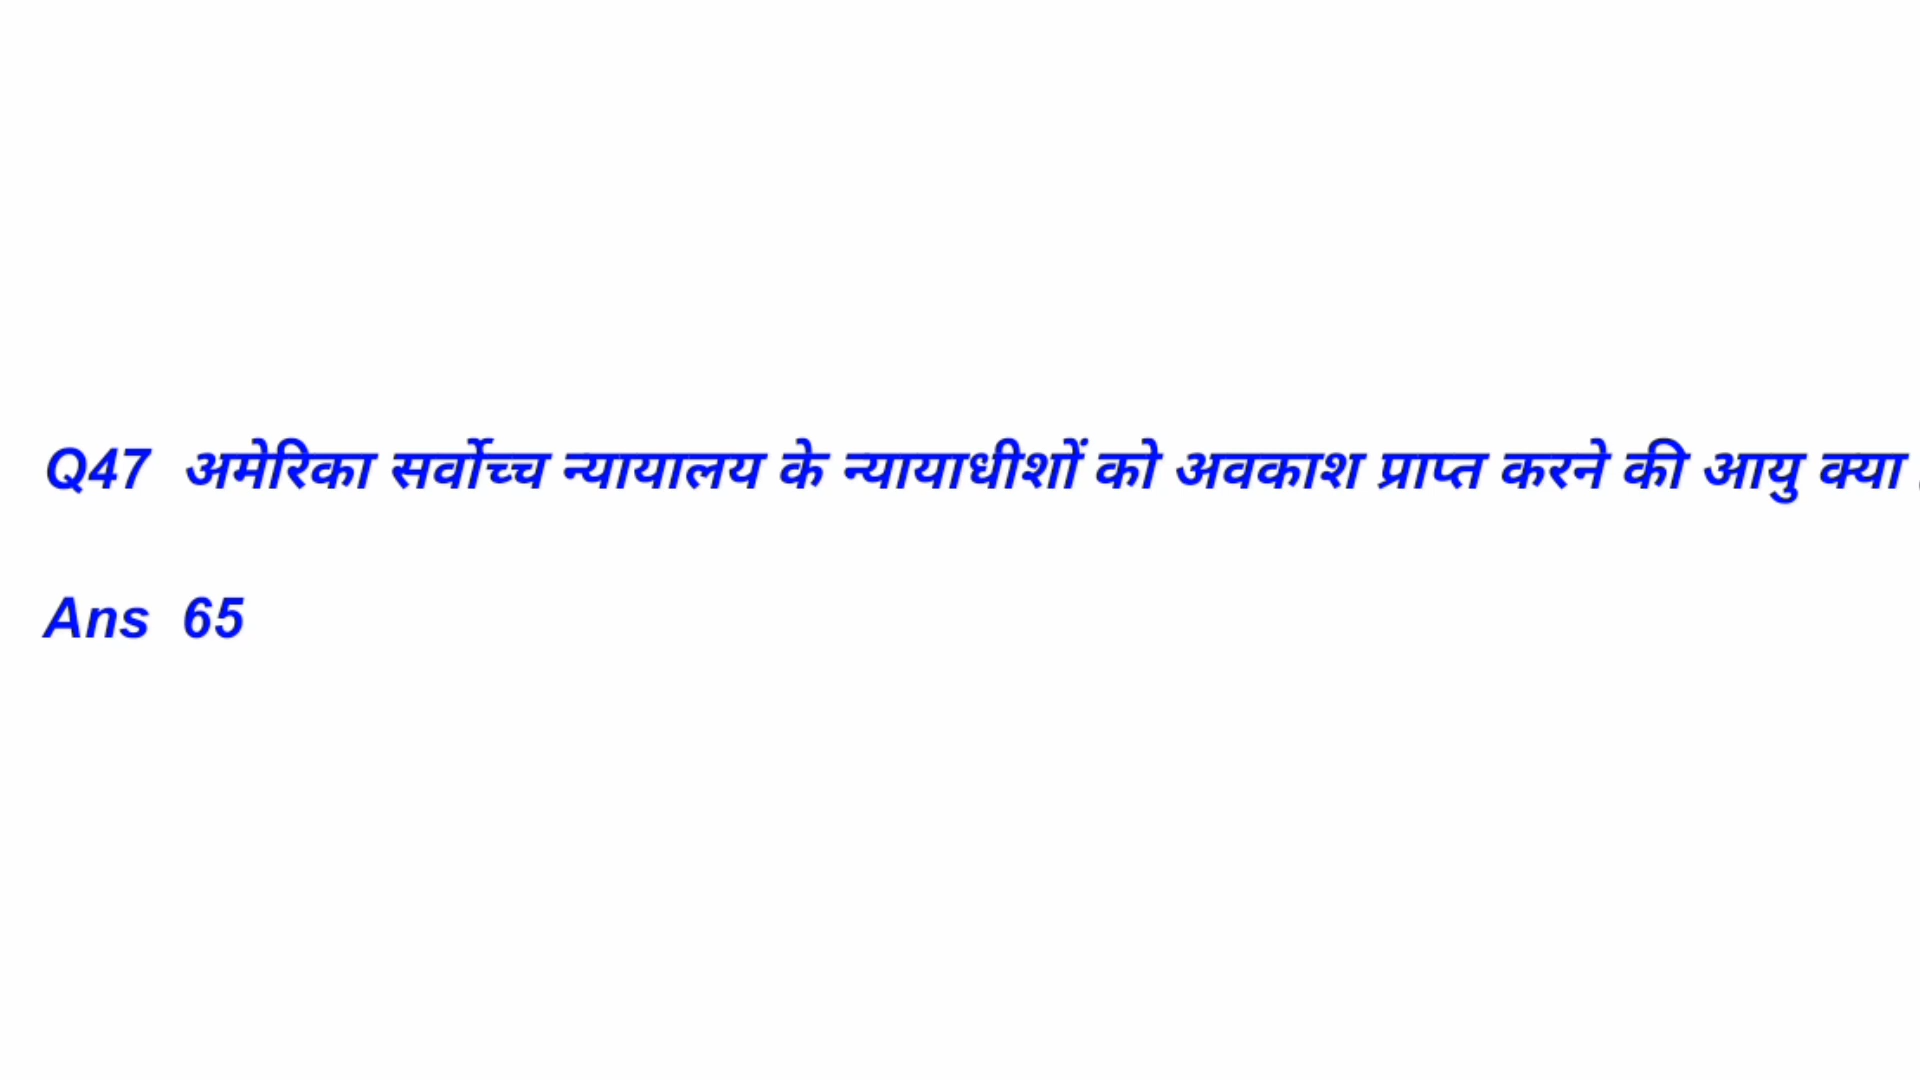 Q47 अमेरिका सर्वोच्च न्यायालय के न्यायाधीशों को अवकाश प्राप्त करने की आयु क्या
Ans 65